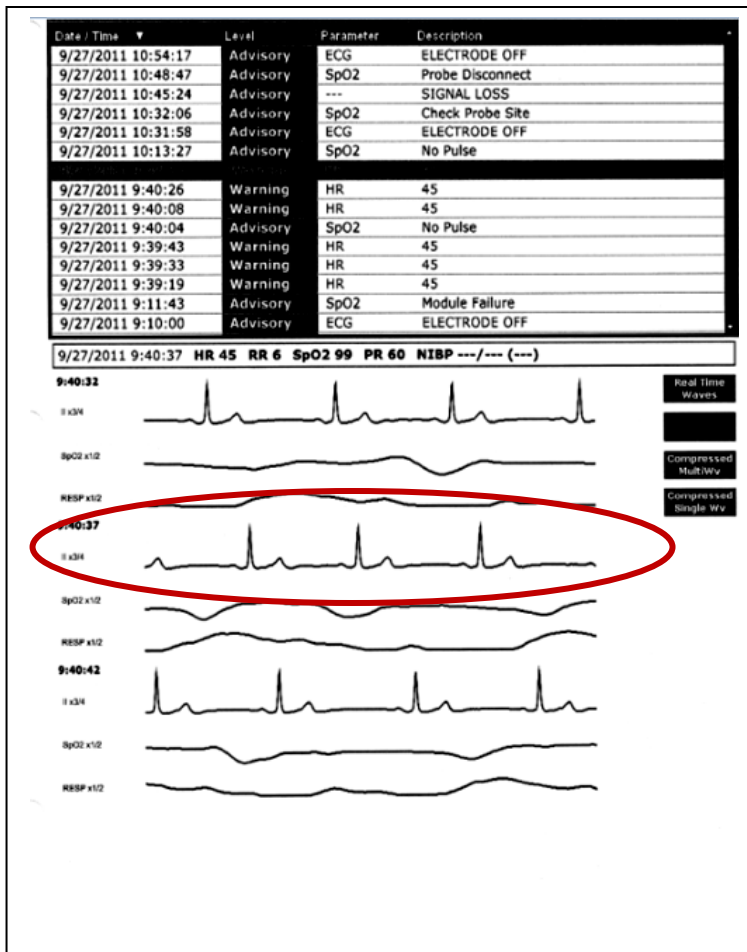 Date / Time ▼ Level Parameter Description
9/27/2011 10:54:17 Advisory ECG ELECTRODE OFF
9/27/2011 10:48:47 Advisory SpO2 Probe Disconnect
9/27/2011 10:45:24 Advisory --- SIGNAL LOSS
9/27/2011 10:32:06 Advisory SpO2 Check Probe Site
9/27/2011 10:31:58 Advisory ECG ELECTRODE OFF
9/27/2011 10:13:27 Advisory SpO2 No Pulse
9/27/2011 9:40:26 Warning HR 45
9/27/2011 9:40:08 Warning HR 45
9/27/2011 9:40:04 Advisory SpO2 No Pulse
9/27/2011 9:39:43 Warning HR 45
9/27/2011 9:39:33 Warning HR 45
9/27/2011 9:39:19 Warning HR 45
9/27/2011 9:11:43 Advisory SpO2 Module Failure
9/27/2011 9:10:00 Advisory ECG ELECTRODE OFF
9/27/2011 9:40:37 HR 45 RR 6 SpO2 99 PR 60 NIBP ---/--- (---)
9:40:32
II x3/4
SpO2 x1/2
RESP x1/2
9:40:37
II x3/4
SpO2 x1/2
RESP x1/2
9:40:42
II x3/4
SpO2 x1/2
RESP x1/2
Real Time
Waves
Compressed
MultiWv
Compressed
Single Wv